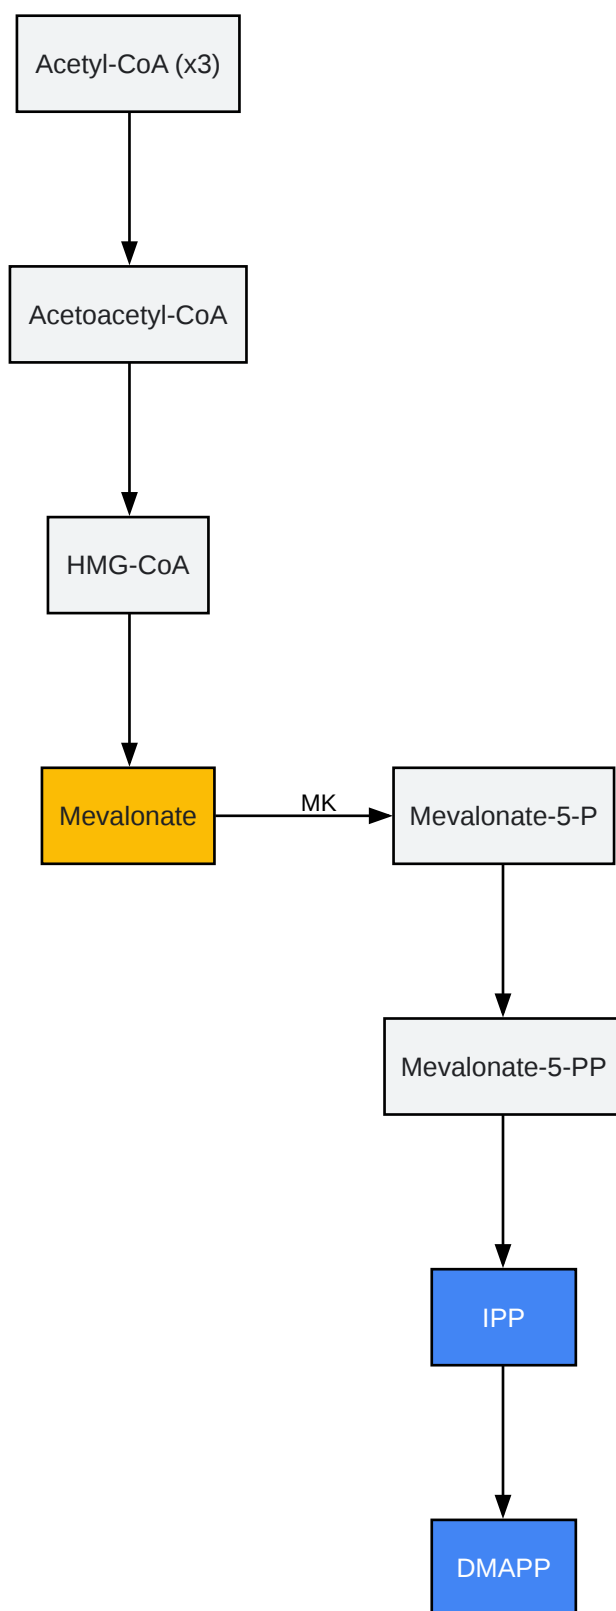 Acetyl-CoA (x3)
Acetoacetyl-CoA
HMG-CoA
Mevalonate
MK
Mevalonate-5-P
Mevalonate-5-PP
IPP
DMAPP